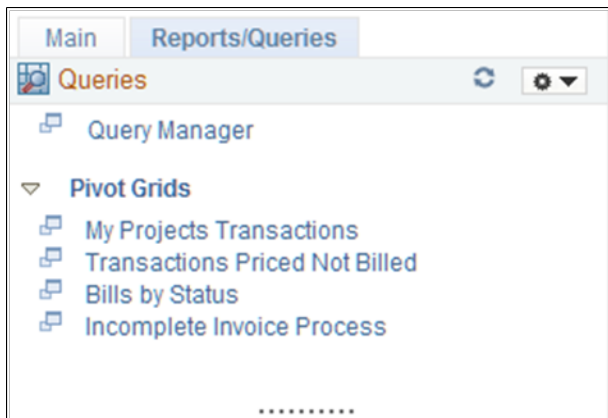 Main Reports/Queries
Queries
Query Manager
Pivot Grids
My Projects Transactions
Transactions Priced Not Billed
Bills by Status
Incomplete Invoice Process